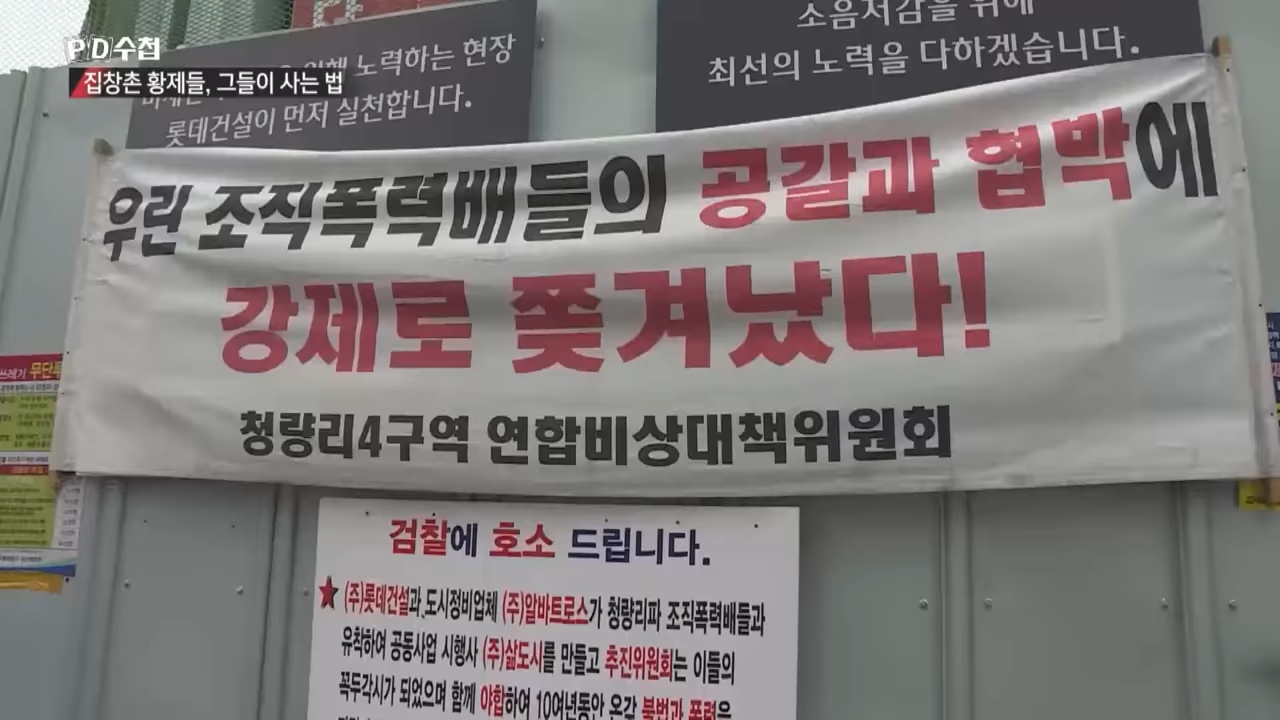 PD수첩
집창촌 황제들, 그들이 사는 법
노력하는 현장
롯데건설이 먼저 실천합니다.
소음저감을 위해
최선의 노력을 다하겠습니다.
우린 조직폭력배들의 공갈과 협박에
강제로 쫒겨났다!
청량리4구역 연합비상대책위원회
검찰에 호소 드립니다.
★ (주)롯데건설과 도시정비업체 (주)알바트로스가 청량리파 조직폭력배들과
유착하여 공동사업 시행사 (주)삶도시를 만들고 추진위원회는 이들의
꼭두각시가 되었으며 함께 야합하여 10여년동안 온갖 불법과 폭력을
무단투